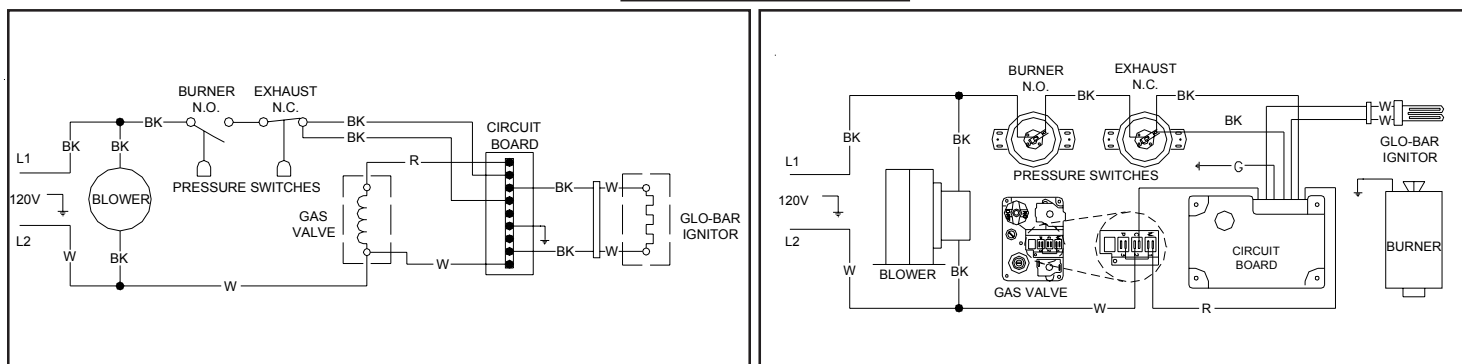 BURNER
N.O.
EXHAUST
N.C.
BK
BK
BK
BK
BK
CIRCUIT
BOARD
L1
R
PRESSURE SWITCHES
120V
BLOWER
BK
W
GAS
VALVE
GLO-BAR
IGNITOR
L2
W
BK
W
BK
W
W
BURNER
N.O.
EXHAUST
N.C.
BK
BK
W
W
BK
BK
BK
GLO-BAR
IGNITOR
L1
G
PRESSURE SWITCHES
120V
L2
W
BLOWER
BK
GAS VALVE
CIRCUIT
BOARD
BURNER
W
R